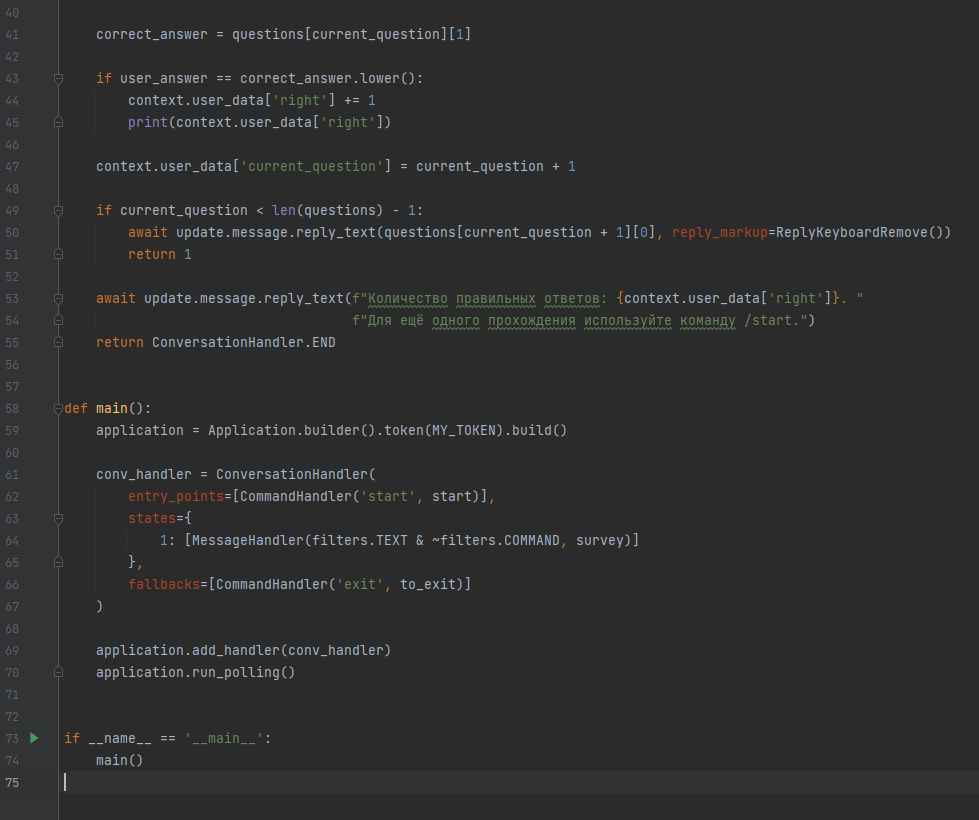 40
41     correct_answer = questions[current_question][1]
42
43     if user_answer == correct_answer.lower():
44         context.user_data['right'] += 1
45         print(context.user_data['right'])
46
47     context.user_data['current_question'] = current_question + 1
48
49     if current_question < len(questions) - 1:
50         await update.message.reply_text(questions[current_question + 1][0], reply_markup=ReplyKeyboardRemove())
51         return 1
52
53     await update.message.reply_text(f"Количество правильных ответов: {context.user_data['right']}. "
54                                     f"Для ещё одного прохождения используйте команду /start.")
55     return ConversationHandler.END
56
57
58 def main():
59     application = Application.builder().token(MY_TOKEN).build()
60
61     conv_handler = ConversationHandler(
62         entry_points=[CommandHandler('start', start)],
63         states={
64             1: [MessageHandler(filters.TEXT & ~filters.COMMAND, survey)]
65         },
66         fallbacks=[CommandHandler('exit', to_exit)]
67     )
68
69     application.add_handler(conv_handler)
70     application.run_polling()
71
72
73 if __name__ == '__main__':
74     main()
75